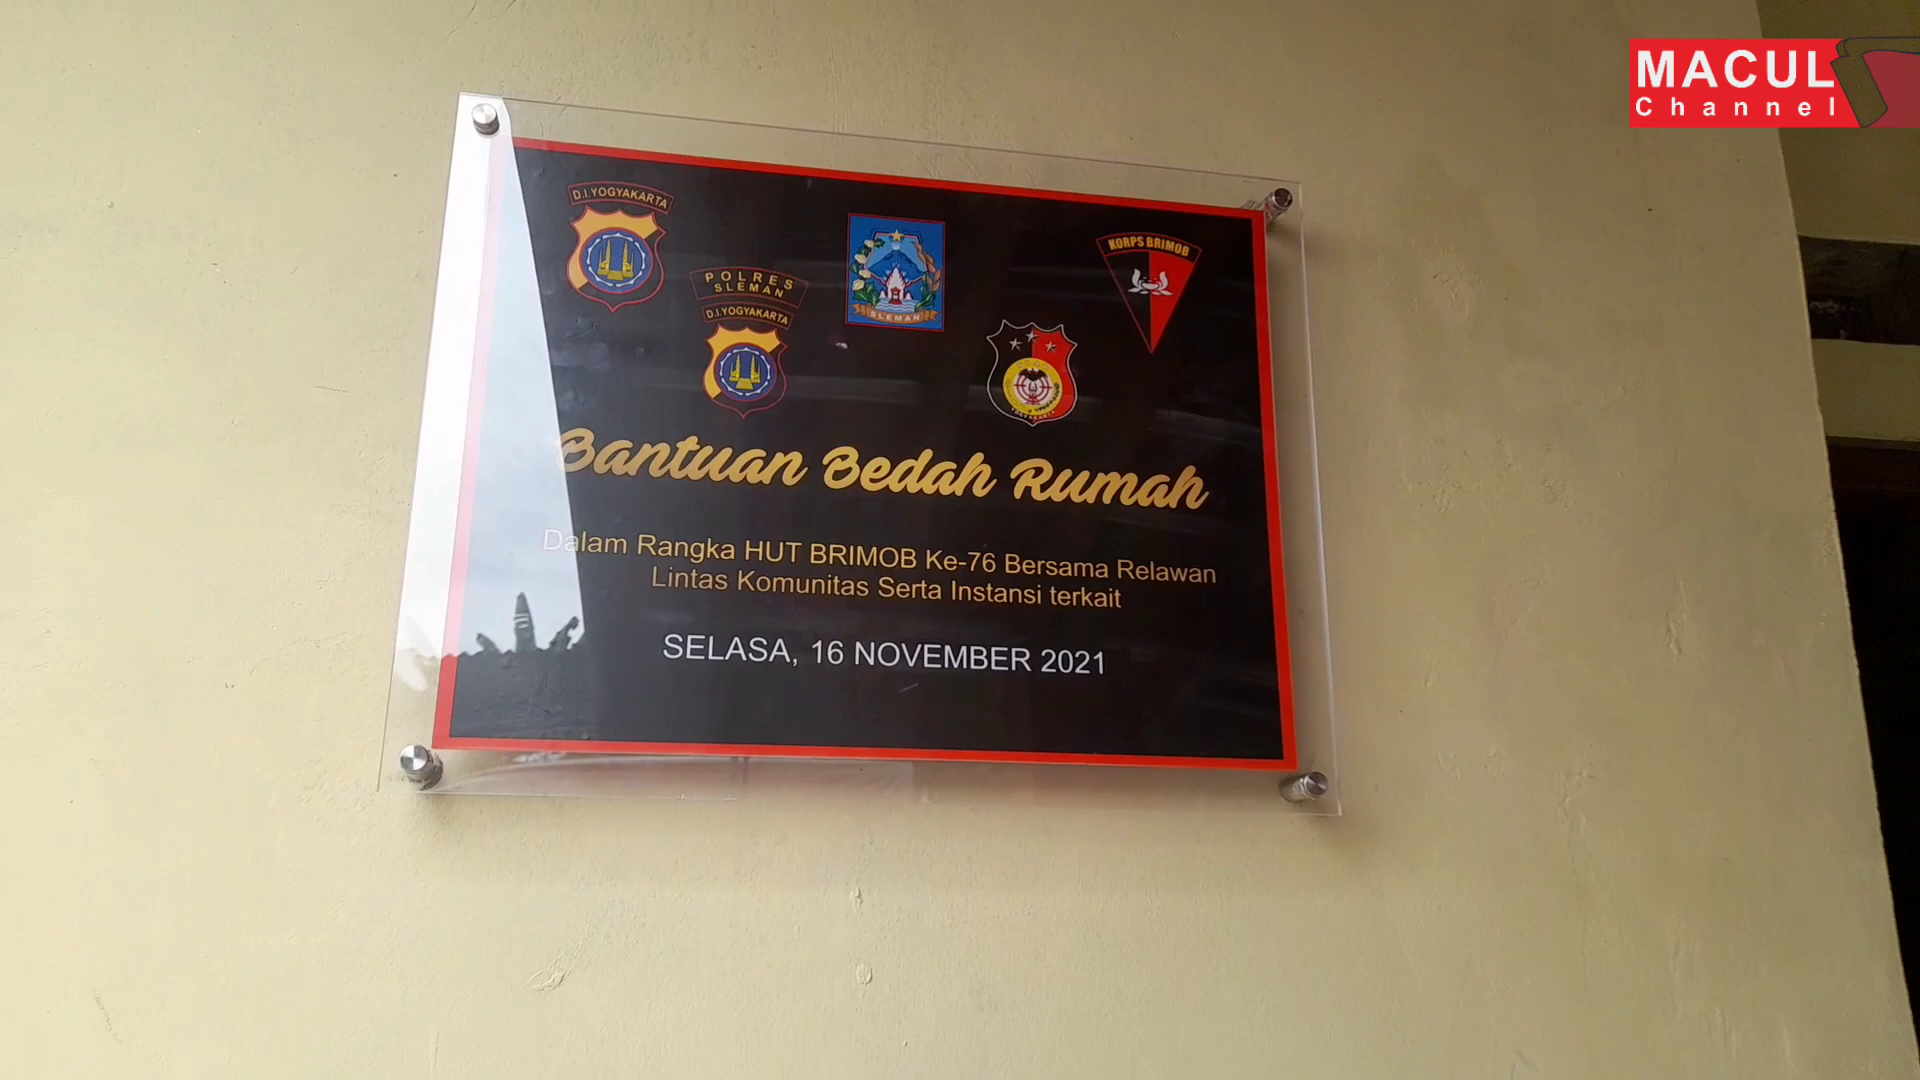 MACUL
Channel
D.I.YOGYAKARTA
POLRES
SLEMAN
D.I.YOGYAKARTA
SLEMAN
KORPS BRIMOB
YOGYAKARTA
Bantuan Bedah Rumah
Dalam Rangka HUT BRIMOB Ke-76 Bersama Relawan
Lintas Komunitas Serta Instansi terkait
SELASA, 16 NOVEMBER 2021